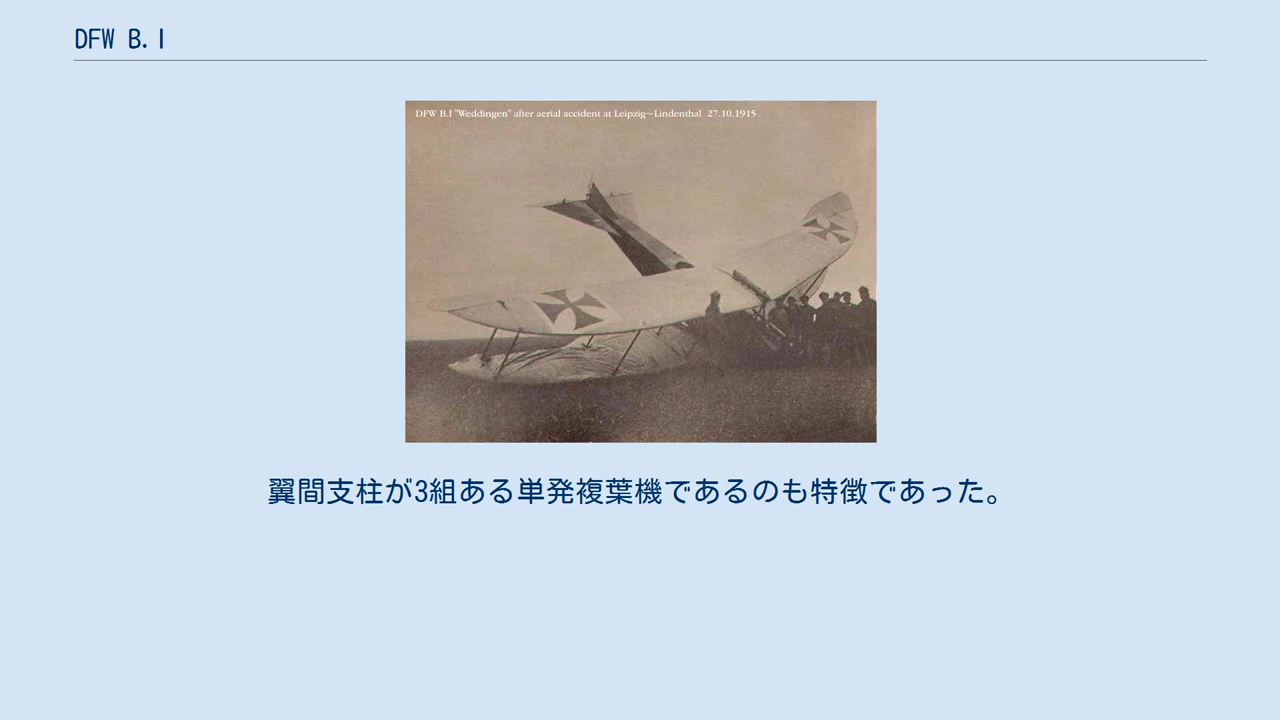 DFW B.I
DFW B.I "Weddingen" after aerial accident at Leipzig~Lindenthal 27.10.1915
翼間支柱が3組ある単発複葉機であるのも特徴であった。